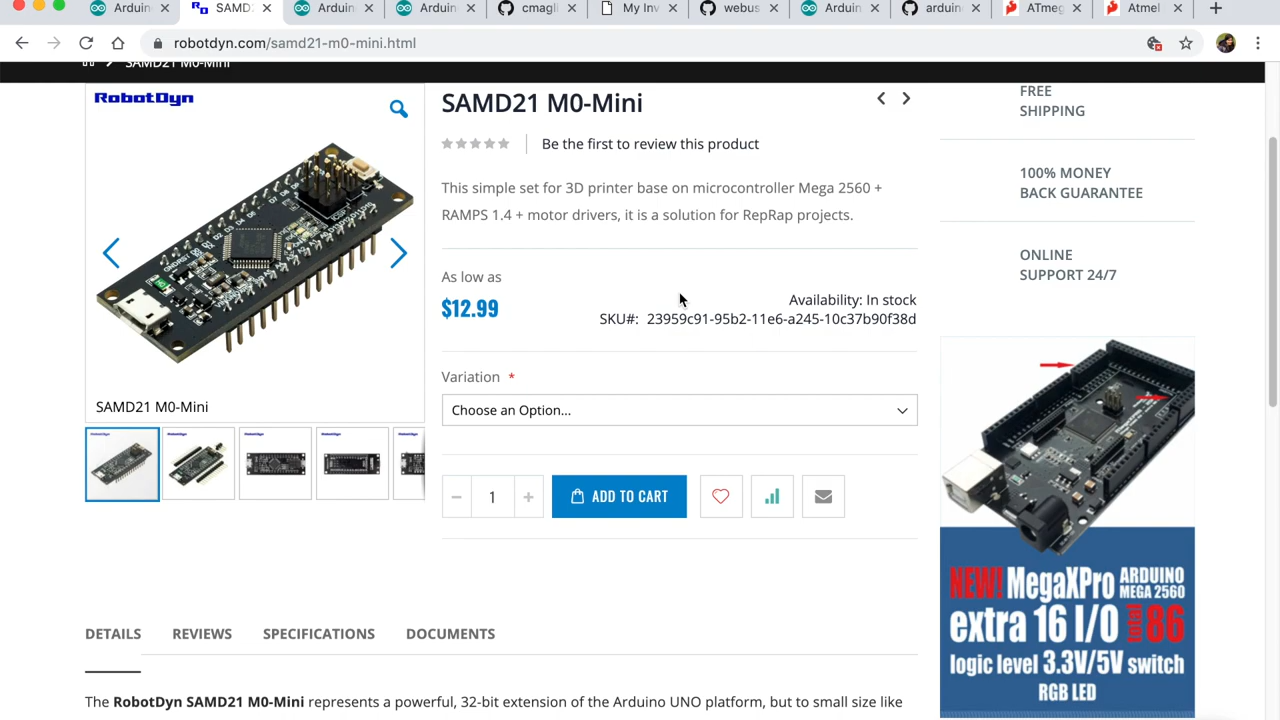 Arduin
SAMD
Arduin
Arduin
cmagli
My Inv
webus
Arduin
arduin
ATmeg
Atmel
robotdyn.com/samd21-m0-mini.html
SAMD21 M0-Mini
RobotDyn
SAMD21 M0-Mini
SAMD21 M0-Mini
Be the first to review this product
This simple set for 3D printer base on microcontroller Mega 2560 +
RAMPS 1.4 + motor drivers, it is a solution for RepRap projects.
As low as
$12.99
Availability: In stock
SKU#: 23959c91-95b2-11e6-a245-10c37b90f38d
Variation *
Choose an Option...
1
ADD TO CART
FREE
SHIPPING
100% MONEY
BACK GUARANTEE
ONLINE
SUPPORT 24/7
NEW! MegaXPro ARDUINO
MEGA 2560
extra 16 I/O total 86
logic level 3.3V/5V switch
RGB LED
DETAILS
REVIEWS
SPECIFICATIONS
DOCUMENTS
The RobotDyn SAMD21 M0-Mini represents a powerful, 32-bit extension of the Arduino UNO platform, but to small size like